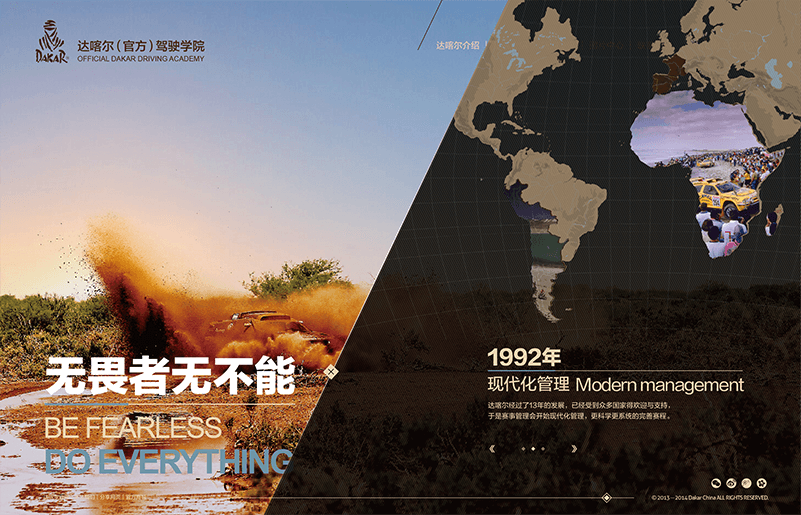 DAKAR
达喀尔（官方）驾驶学院
OFFICIAL DAKAR DRIVING ACADEMY
达喀尔介绍
无畏者无不能
BE FEARLESS
DO EVERYTHING
1992年
现代化管理 Modern management
达喀尔经过了13年的发展，已经受到众多国家得欢迎与支持，
于是赛事管理会开始现代化管理，更科学更系统的完善赛程。
© 2013 – 2014 Dakar China ALL RIGHTS RESERVED.